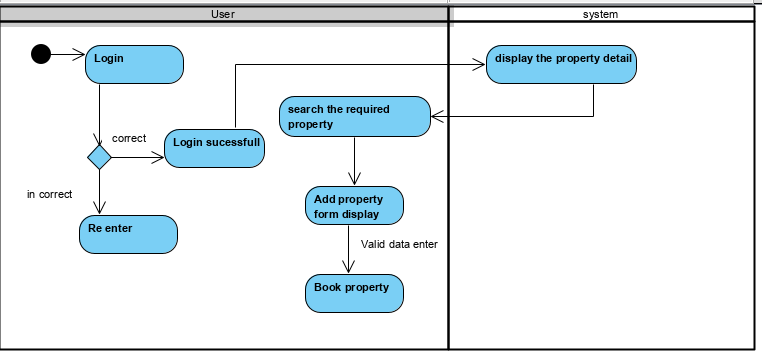 User
system
Login
display the property detail
search the required
property
correct
Login sucessfull
in correct
Add property
form display
Re enter
Valid data enter
Book property